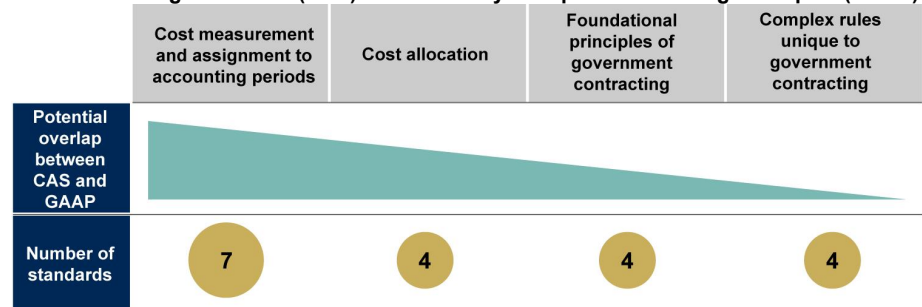 Cost measurement
and assignment to
accounting periods
Cost allocation
Foundational
principles of
government
contracting
Complex rules
unique to
government
contracting
Potential
overlap
between
CAS and
GAAP
Number of
standards
7
4
4
4